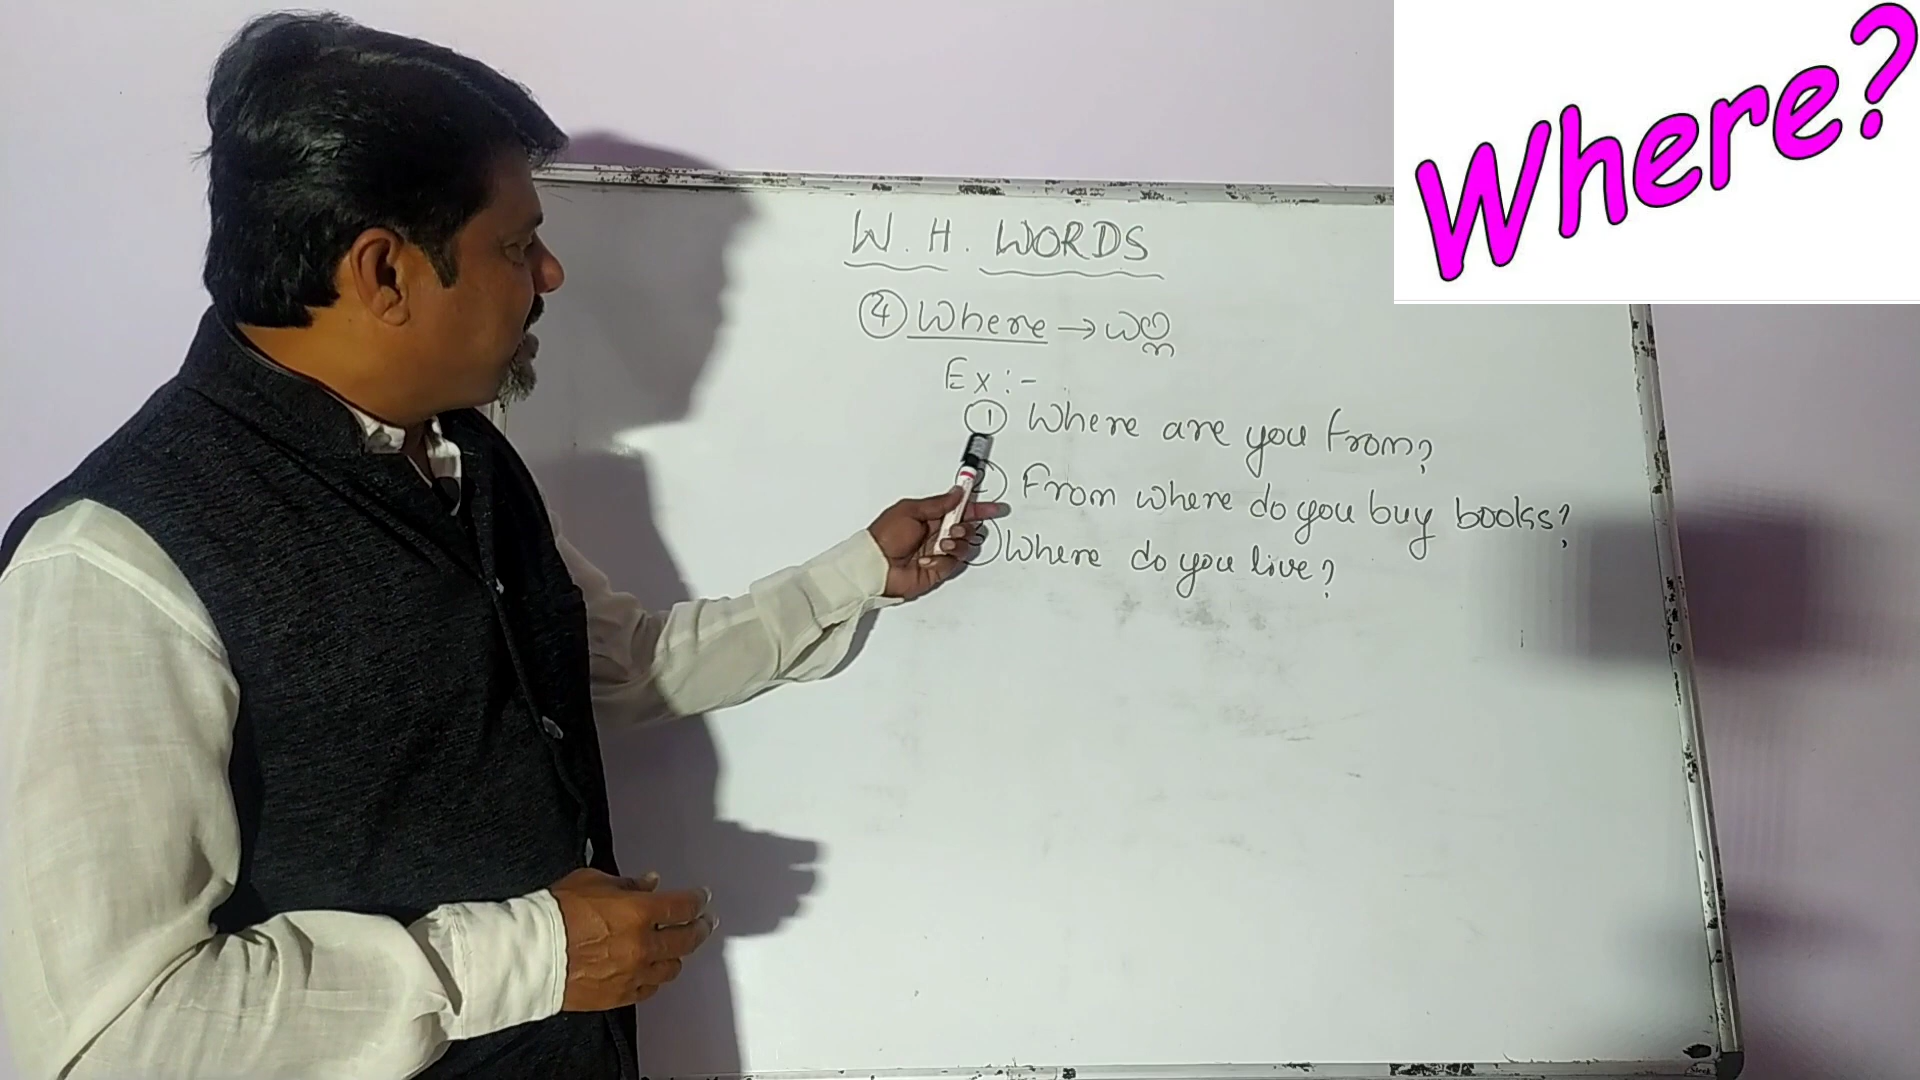 Where?
W. H. WORDS
④ Where → ಎಲ್ಲಿ
Ex:-
① Where are you from?
② From where do you buy books?
③ Where do you live?